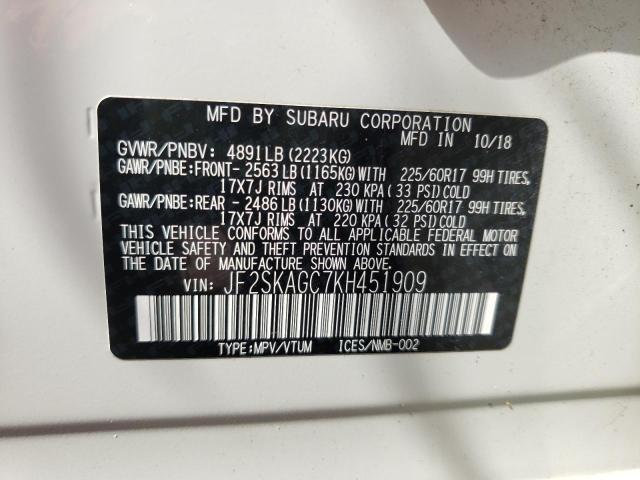 MFD BY SUBARU CORPORATION
MFD IN 10/18
GVWR/PNBV: 4891LB(2223KG)
GAWR/PNBE:FRONT- 2563LB(1165KG)WITH 225/60R17 99H TIRES,
17X7J RIMS AT 230 KPA(33 PSI)COLD
GAWR/PNBE:REAR - 2486LB(1130KG)WITH 225/60R17 99H TIRES,
17X7J RIMS AT 220 KPA(32 PSI)COLD
THIS VEHICLE CONFORMS TO ALL APPLICABLE FEDERAL MOTOR
VEHICLE SAFETY AND THEFT PREVENTION STANDARDS IN EFFECT ON
THE DATE OF MANUFACTURE SHOWN ABOVE.
VIN: JF2SKAGC7KH451909
TYPE:MPV/VTUM ICES/NMB-002